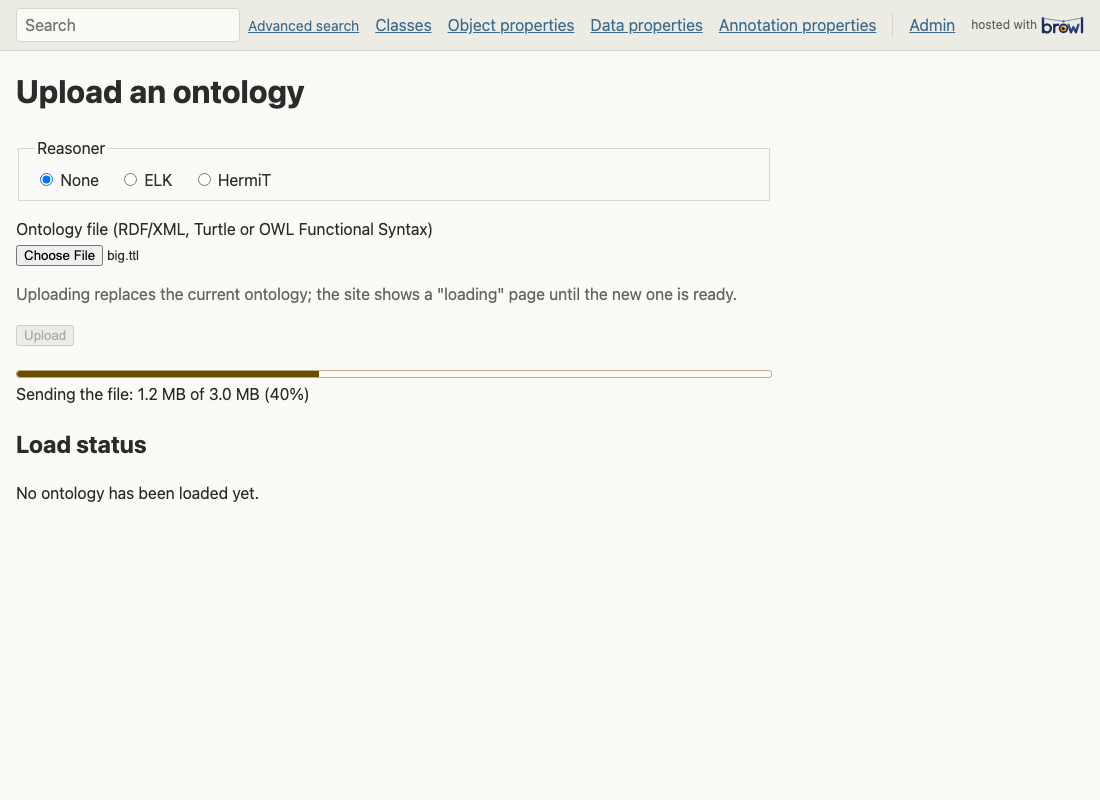 Search Advanced search Classes Object properties Data properties Annotation properties Admin hosted with browl
Upload an ontology
Reasoner
None ELK HermiT
Ontology file (RDF/XML, Turtle or OWL Functional Syntax)
Choose File big.ttl
Uploading replaces the current ontology; the site shows a "loading" page until the new one is ready.
Upload
Sending the file: 1.2 MB of 3.0 MB (40%)
Load status
No ontology has been loaded yet.